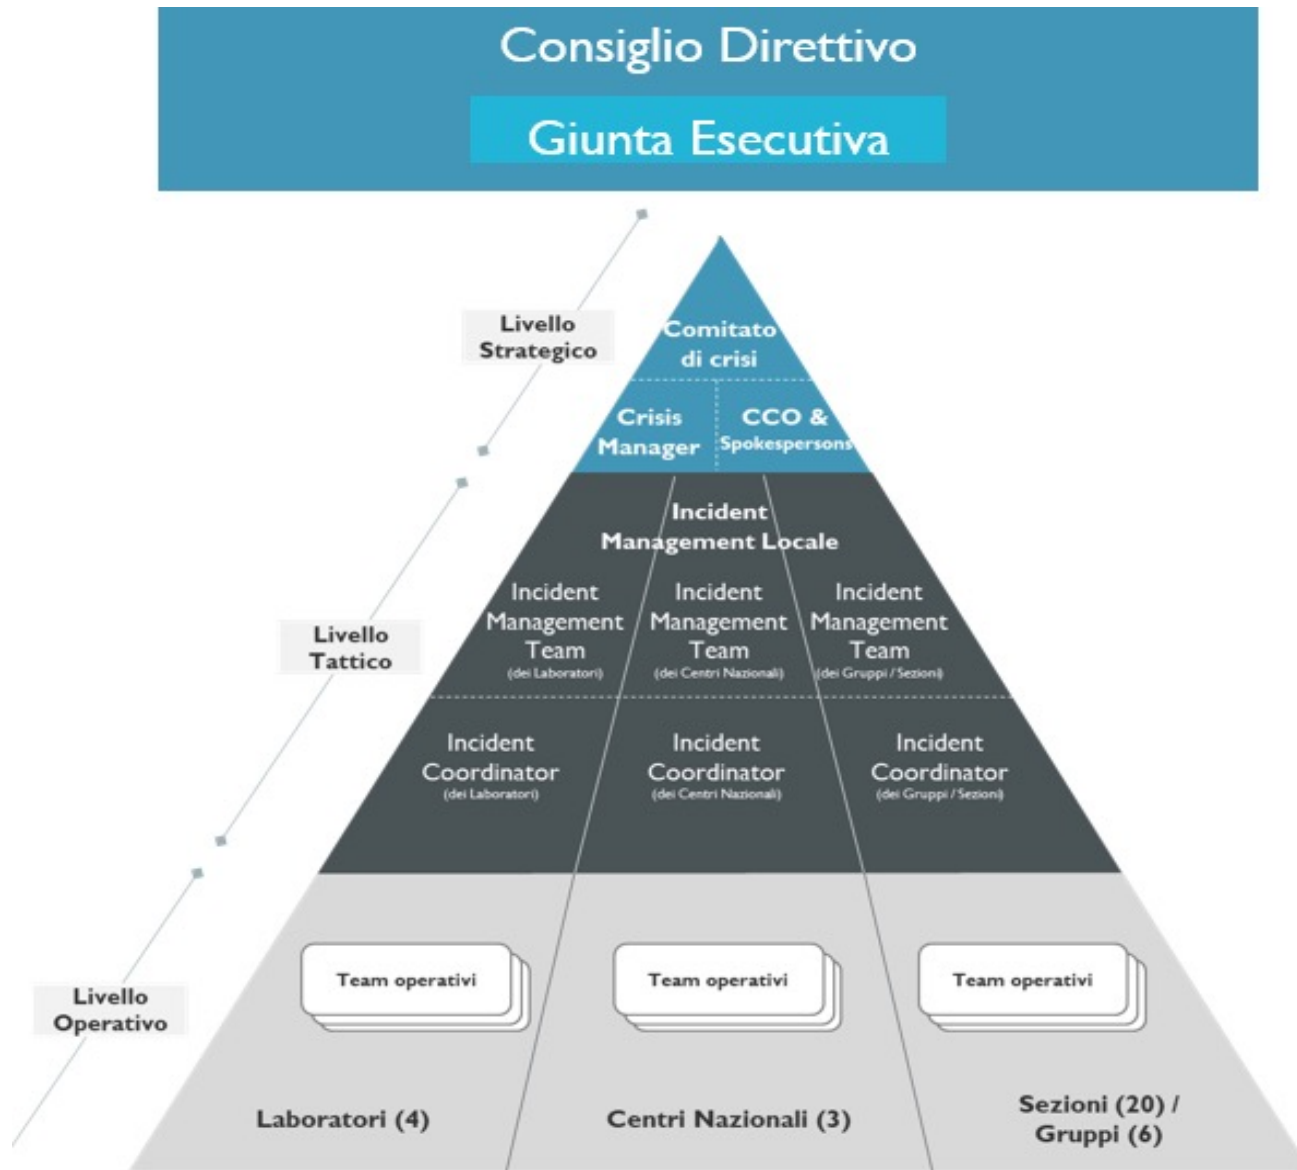 Consiglio Direttivo
Giunta Esecutiva
Livello
Strategico
Comitato
di crisi
Crisis
Manager
CCO &
Spokespersons
Livello
Tattico
Incident
Management Locale
Incident
Management
Team
(dei Laboratori)
Incident
Management
Team
(dei Centri Nazionali)
Incident
Management
Team
(dei Gruppi / Sezioni)
Incident
Coordinator
(dei Laboratori)
Incident
Coordinator
(dei Centri Nazionali)
Incident
Coordinator
(dei Gruppi / Sezioni)
Livello
Operativo
Team operativi
Team operativi
Team operativi
Laboratori (4)
Centri Nazionali (3)
Sezioni (20) /
Gruppi (6)